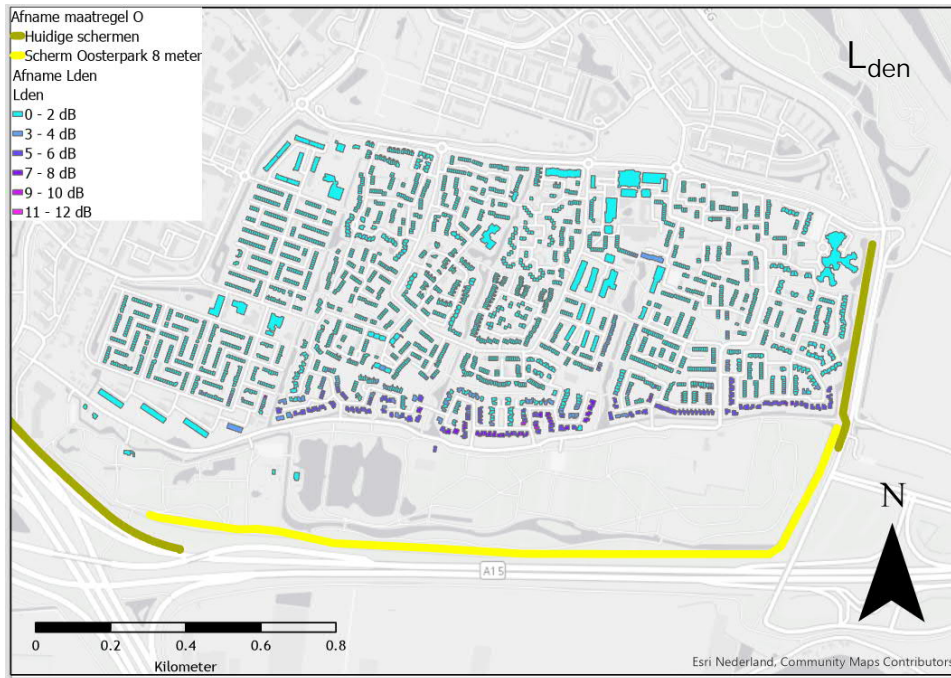 Afname maatregel O
Huidige schermen
Scherm Oosterpark 8 meter
Afname Lden
Lden
0 - 2 dB
3 - 4 dB
5 - 6 dB
7 - 8 dB
9 - 10 dB
11 - 12 dB
Lden
N
A15
0 0.2 0.4 0.6 0.8
Kilometer
Esri Nederland, Community Maps Contributors